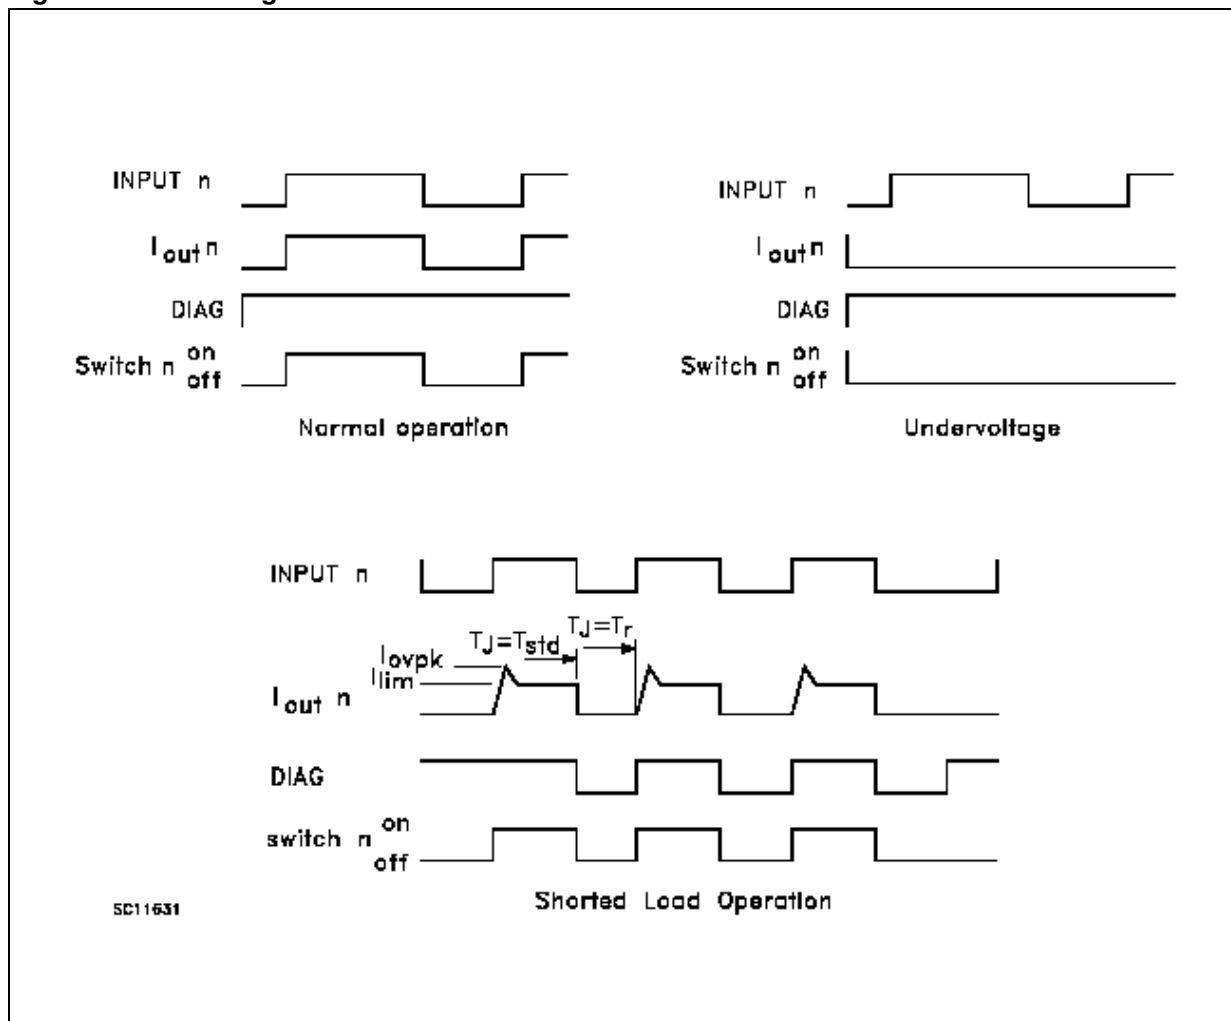 INPUT n
I out n
DIAG
Switch n on off
Normal operation
INPUT n
I out n
DIAG
Switch n on off
Undervoltage
INPUT n
TJ=Tstd
TJ=Tr
Iovpk
Ilim
I out n
DIAG
switch n on off
Shorted Load Operation
SC11631